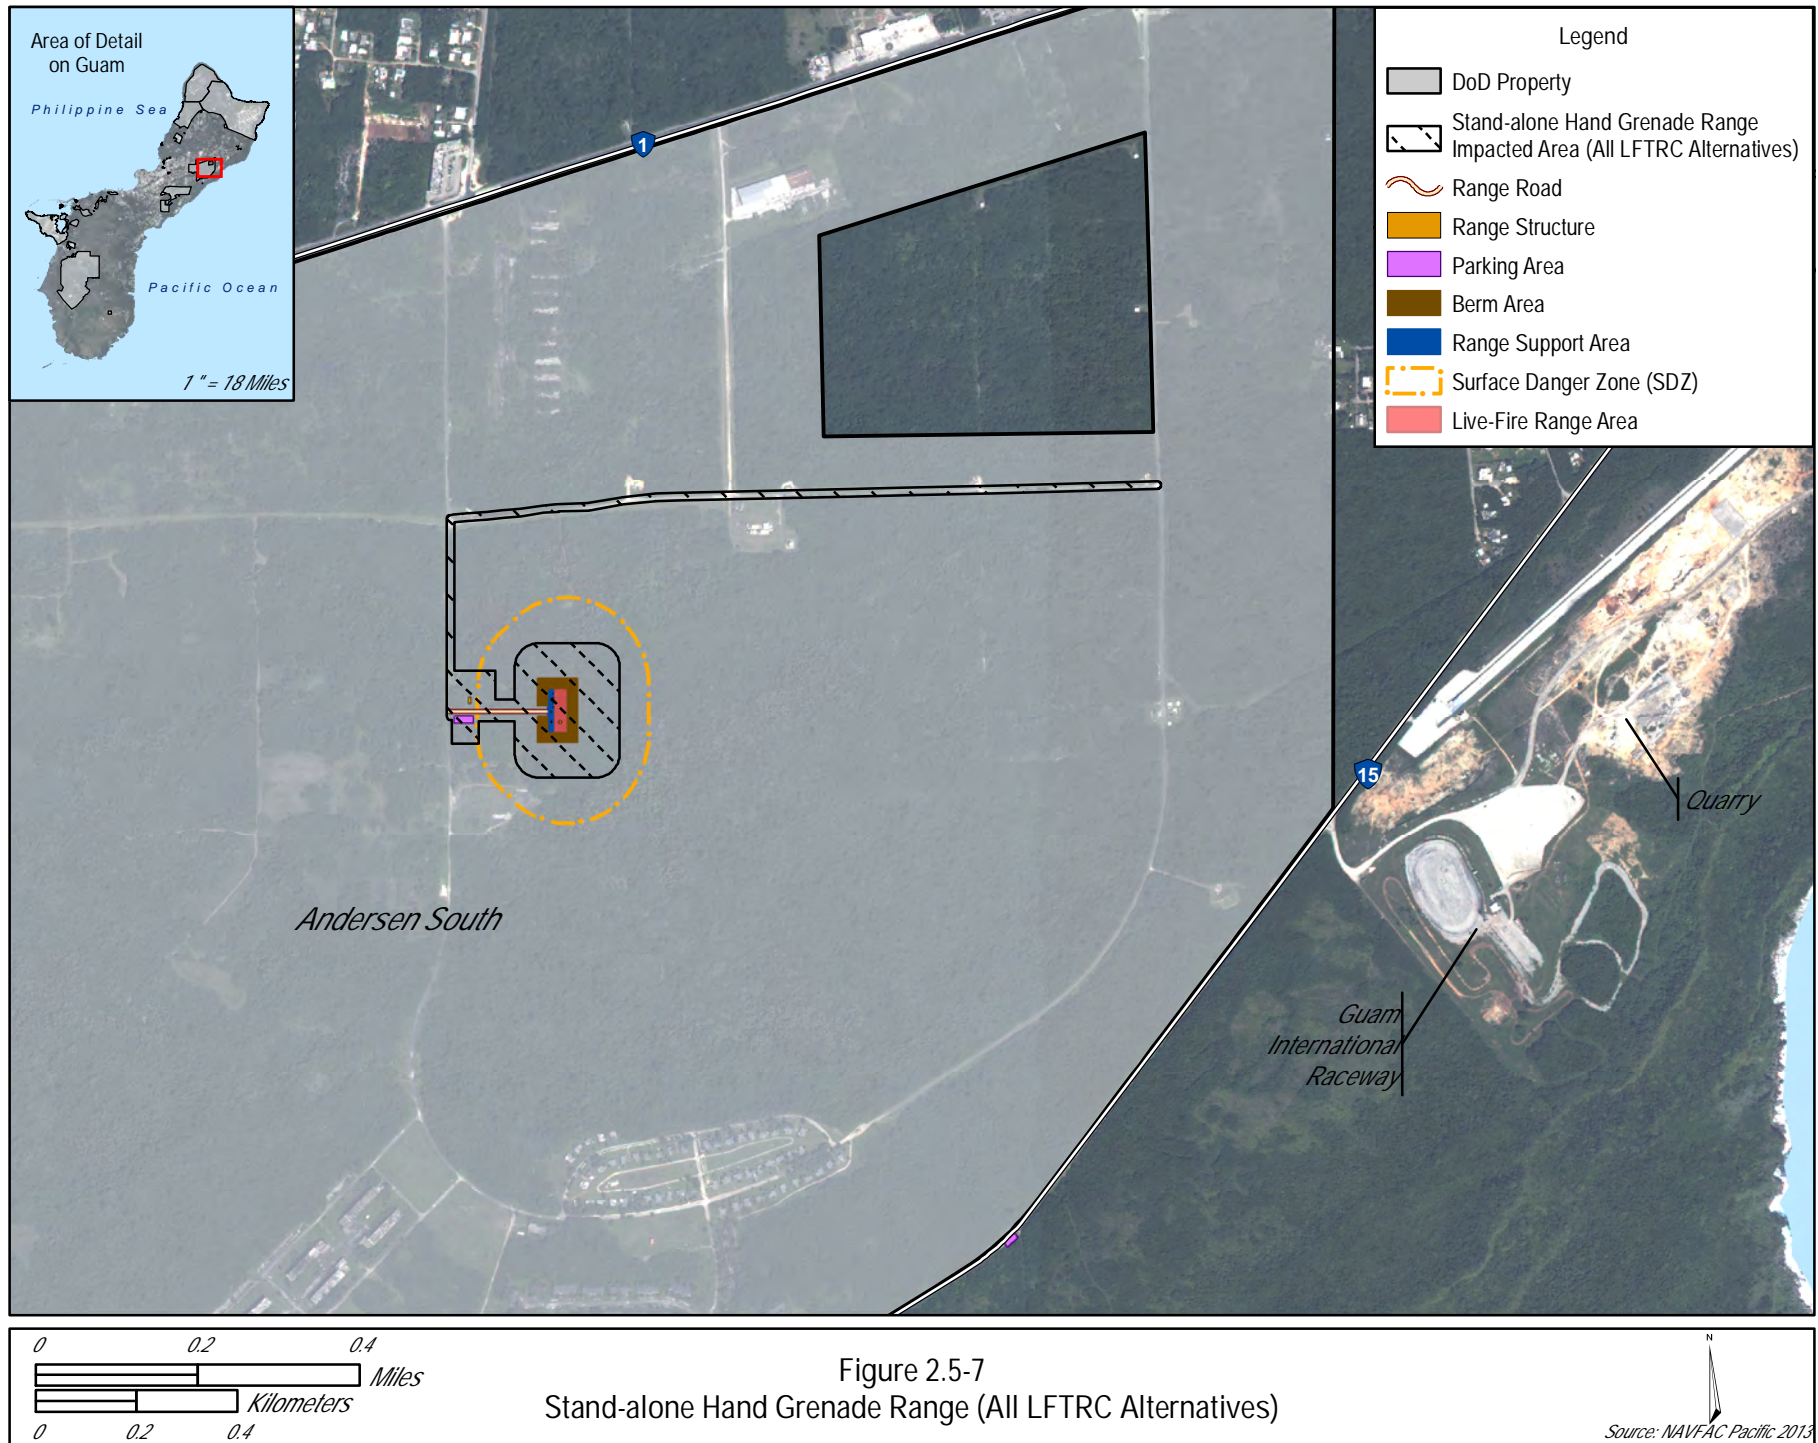 Area of Detail
on Guam
Philippine Sea
Pacific Ocean
1 " = 18 Miles
1
Legend
DoD Property
Stand-alone Hand Grenade Range
Impacted Area (All LFTRC Alternatives)
Range Road
Range Structure
Parking Area
Berm Area
Range Support Area
Surface Danger Zone (SDZ)
Live-Fire Range Area
15
Quarry
Andersen South
Guam
International
Raceway
0 0.2 0.4
Miles
Kilometers
0 0.2 0.4
Figure 2.5-7
Stand-alone Hand Grenade Range (All LFTRC Alternatives)
N
Source: NAVFAC Pacific 2013